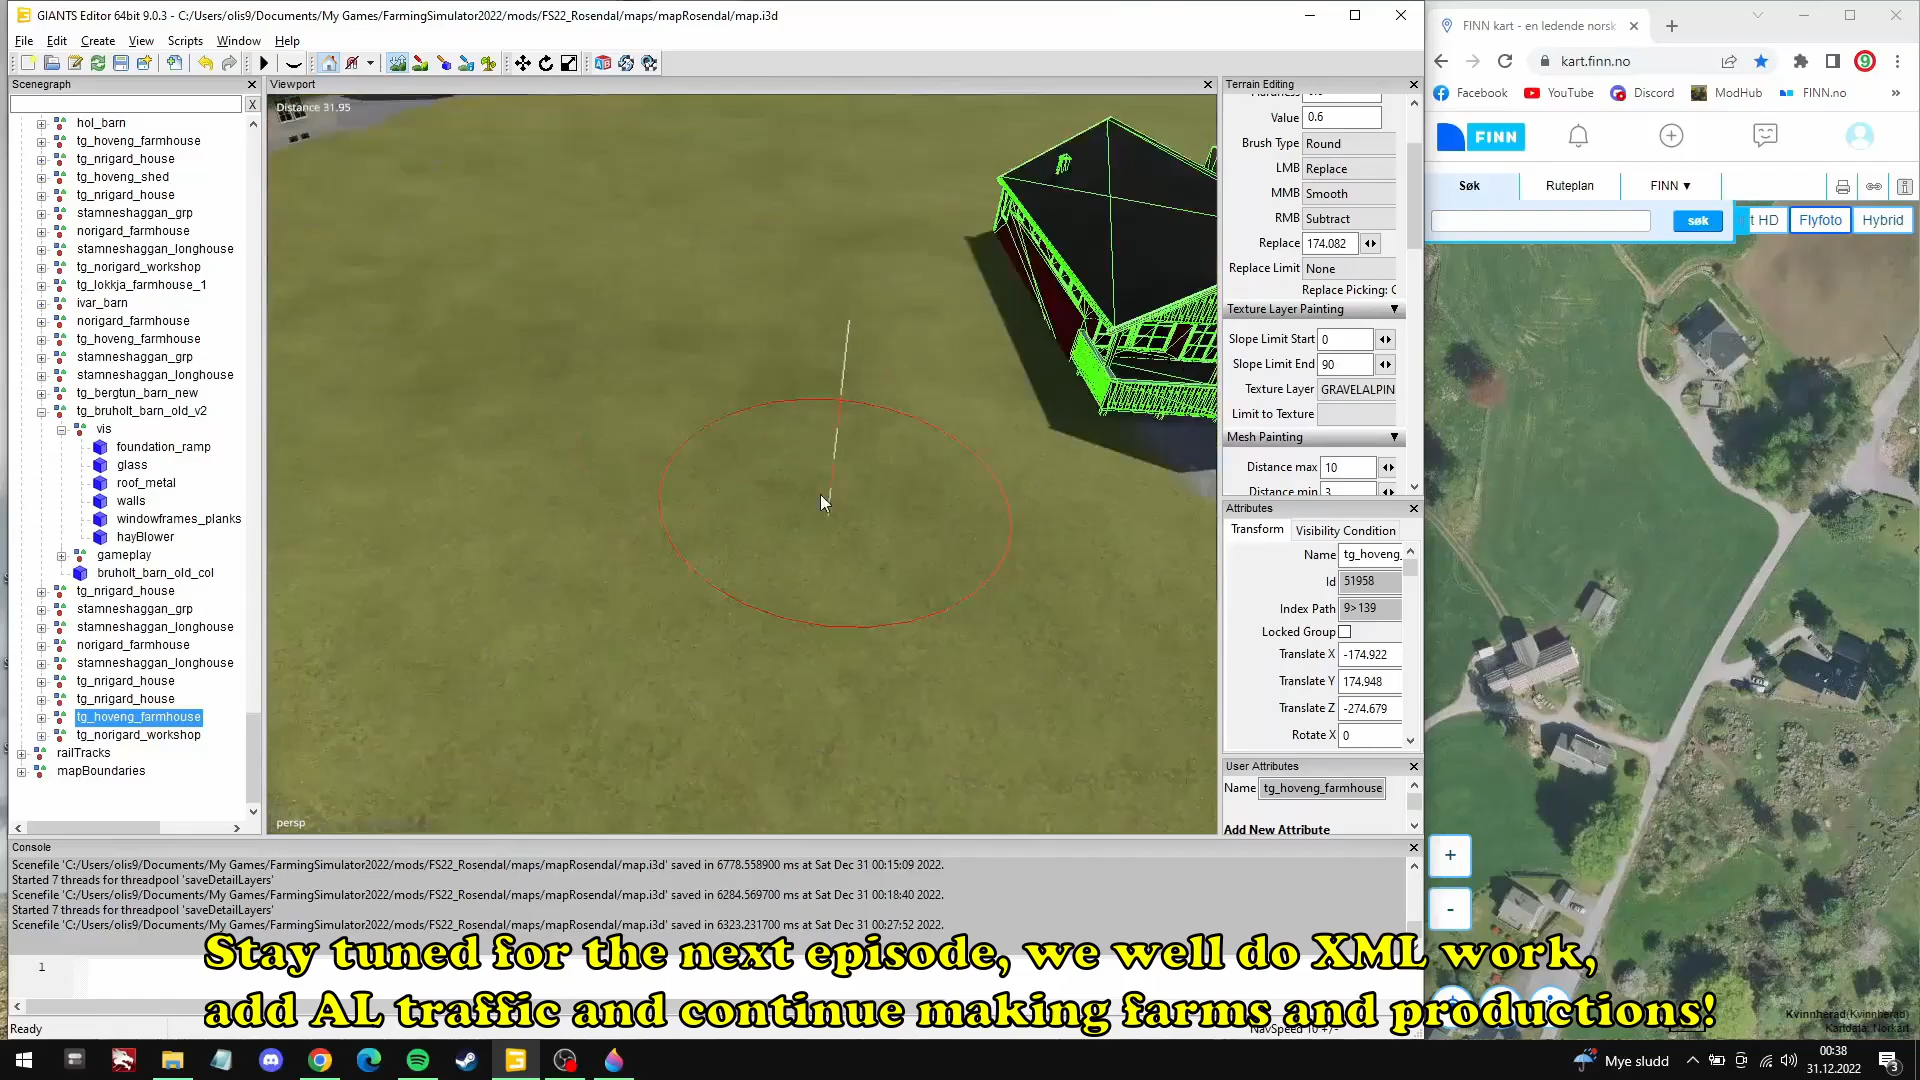 GIANTS Editor 64bit 9.0.3 - C:/Users/olis9/Documents/My Games/FarmingSimulator2022/mods/FS22_Rosendal/maps/mapRosendal/map.i3d
File Edit Create View Scripts Window Help
Scenegraph
X
hol_barn
tg_hoveng_farmhouse
tg_nrigard_house
tg_hoveng_shed
tg_nrigard_house
stamneshaggan_grp
norigard_farmhouse
stamneshaggan_longhouse
tg_norigard_workshop
tg_lokkja_farmhouse_1
ivar_barn
norigard_farmhouse
tg_hoveng_farmhouse
stamneshaggan_grp
stamneshaggan_longhouse
tg_bergtun_barn_new
tg_bruholt_barn_old_v2
vis
foundation_ramp
glass
roof_metal
walls
windowframes_planks
hayBlower
gameplay
bruholt_barn_old_col
tg_nrigard_house
stamneshaggan_grp
stamneshaggan_longhouse
norigard_farmhouse
stamneshaggan_longhouse
tg_nrigard_house
tg_nrigard_house
tg_hoveng_farmhouse
tg_norigard_workshop
railTracks
mapBoundaries
Viewport
Distance 31.95
persp
Terrain Editing
Value 0.6
Brush Type Round
LMB Replace
MMB Smooth
RMB Subtract
Replace 174.082
Replace Limit None
Replace Picking: C
Texture Layer Painting
Slope Limit Start 0
Slope Limit End 90
Texture Layer GRAVELALPIN
Limit to Texture
Mesh Painting
Distance max 10
Distance min 3
Attributes
Transform Visibility Condition
Name tg_hoveng_
Id 51958
Index Path 9>139
Locked Group
Translate X -174.922
Translate Y 174.948
Translate Z -274.679
Rotate X 0
User Attributes
Name tg_hoveng_farmhouse
Add New Attribute
Console
Scenefile 'C:/Users/olis9/Documents/My Games/FarmingSimulator2022/mods/FS22_Rosendal/maps/mapRosendal/map.i3d' saved in 6778.558900 ms at Sat Dec 31 00:15:09 2022.
Started 7 threads for threadpool 'saveDetailLayers'
Scenefile 'C:/Users/olis9/Documents/My Games/FarmingSimulator2022/mods/FS22_Rosendal/maps/mapRosendal/map.i3d' saved in 6284.569700 ms at Sat Dec 31 00:18:40 2022.
Started 7 threads for threadpool 'saveDetailLayers'
Scenefile 'C:/Users/olis9/Documents/My Games/FarmingSimulator2022/mods/FS22_Rosendal/maps/mapRosendal/map.i3d' saved in 6323.231700 ms at Sat Dec 31 00:27:52 2022.
1
Ready
NavSpeed 10 +/-
Stay tuned for the next episode, we well do XML work,
add AL traffic and continue making farms and productions!
FINN kart - en ledende norsk
kart.finn.no
Facebook YouTube Discord ModHub FINN.no »
FINN
Søk Ruteplan FINN ▼
søk t HD Flyfoto Hybrid
+
-
Kvinnherad(Kvinnherad)
Kartdata: Norkart
Mye sludd
00:38
31.12.2022
3